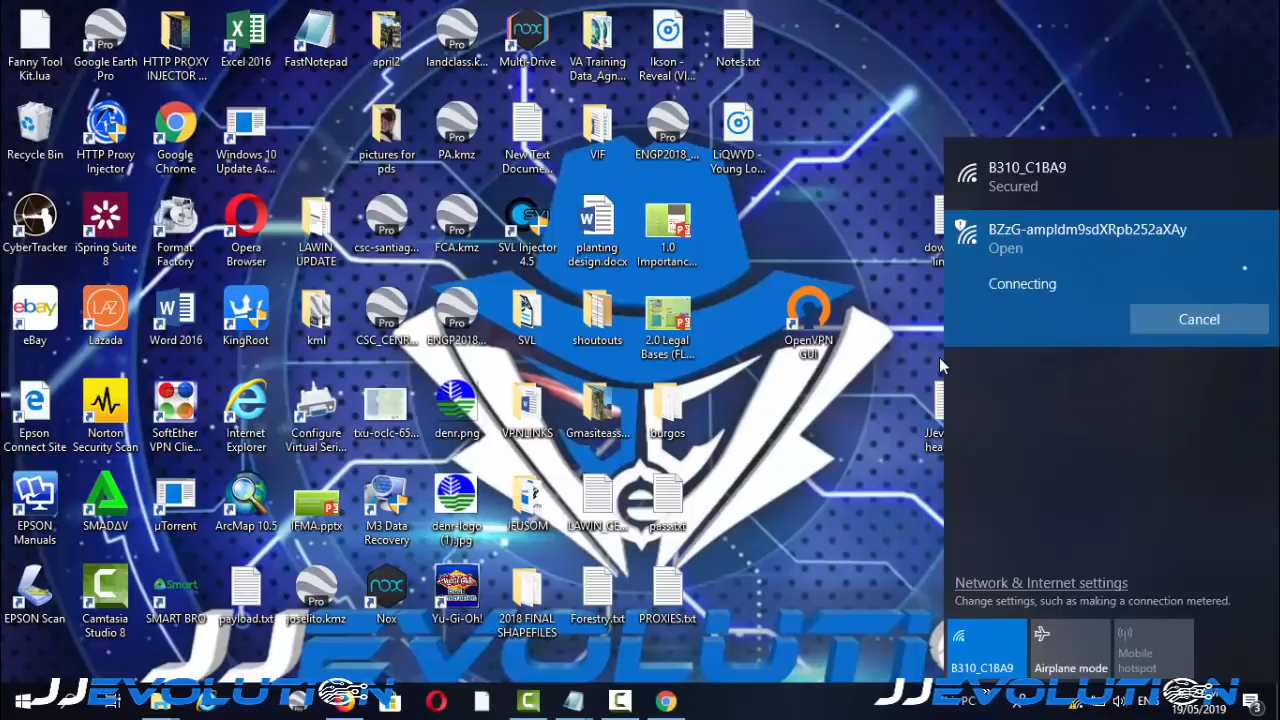 Fanny Tool
kit.lua
Google Earth
Pro
HTTP PROXY
INJECTOR ...
Excel 2016
FastNotepad
april2
landclass.k...
Multi-Drive
VA Training
Data_Agn...
Ikson -
Reveal (Vl...
Notes.txt
Recycle Bin
HTTP Proxy
Injector
Google
Chrome
Windows 10
Update As...
pictures for
pds
PA.kmz
New Text
Docume...
VIF
ENGP2018_...
LiQWYD -
Young Lo...
CyberTracker
iSpring Suite
8
Format
Factory
Opera
Browser
LAWIN
UPDATE
csc-santiag...
FCA.kmz
SVL Injector
4.5
planting
design.docx
1.0
Importanc...
eBay
Lazada
Word 2016
KingRoot
kml
CSC_CENR...
ENGP2018...
SVL
shoutouts
2.0 Legal
Bases (FL...
OpenVPN
GUI
Epson
Connect Site
Norton
Security Scan
SoftEther
VPN Clie...
Internet
Explorer
Configure
Virtual Seri...
txu-oclc-65...
denr.png
VPNLINKS
Gmasiteass...
burgos
EPSON
Manuals
SMADΔV
µTorrent
ArcMap 10.5
IFMA.pptx
M3 Data
Recovery
denr-logo
(1).jpg
JEUSOM
LAWIN_CE...
pass.txt
EPSON Scan
Camtasia
Studio 8
SMART BRO
payload.txt
joselito.kmz
Nox
Yu-Gi-Oh!
2018 FINAL
SHAPEFILES
Forestry.txt
PROXIES.txt
B310_C1BA9
Secured
BZzG-ampldm9sdXRpb252aXAy
Open
Connecting
Cancel
Network & Internet settings
Change settings, such as making a connection metered.
B310_C1BA9
Airplane mode
Mobile
hotspot
JJEVOLUTION
JJEVOLUTION
PC
ENG
19/05/2019
3